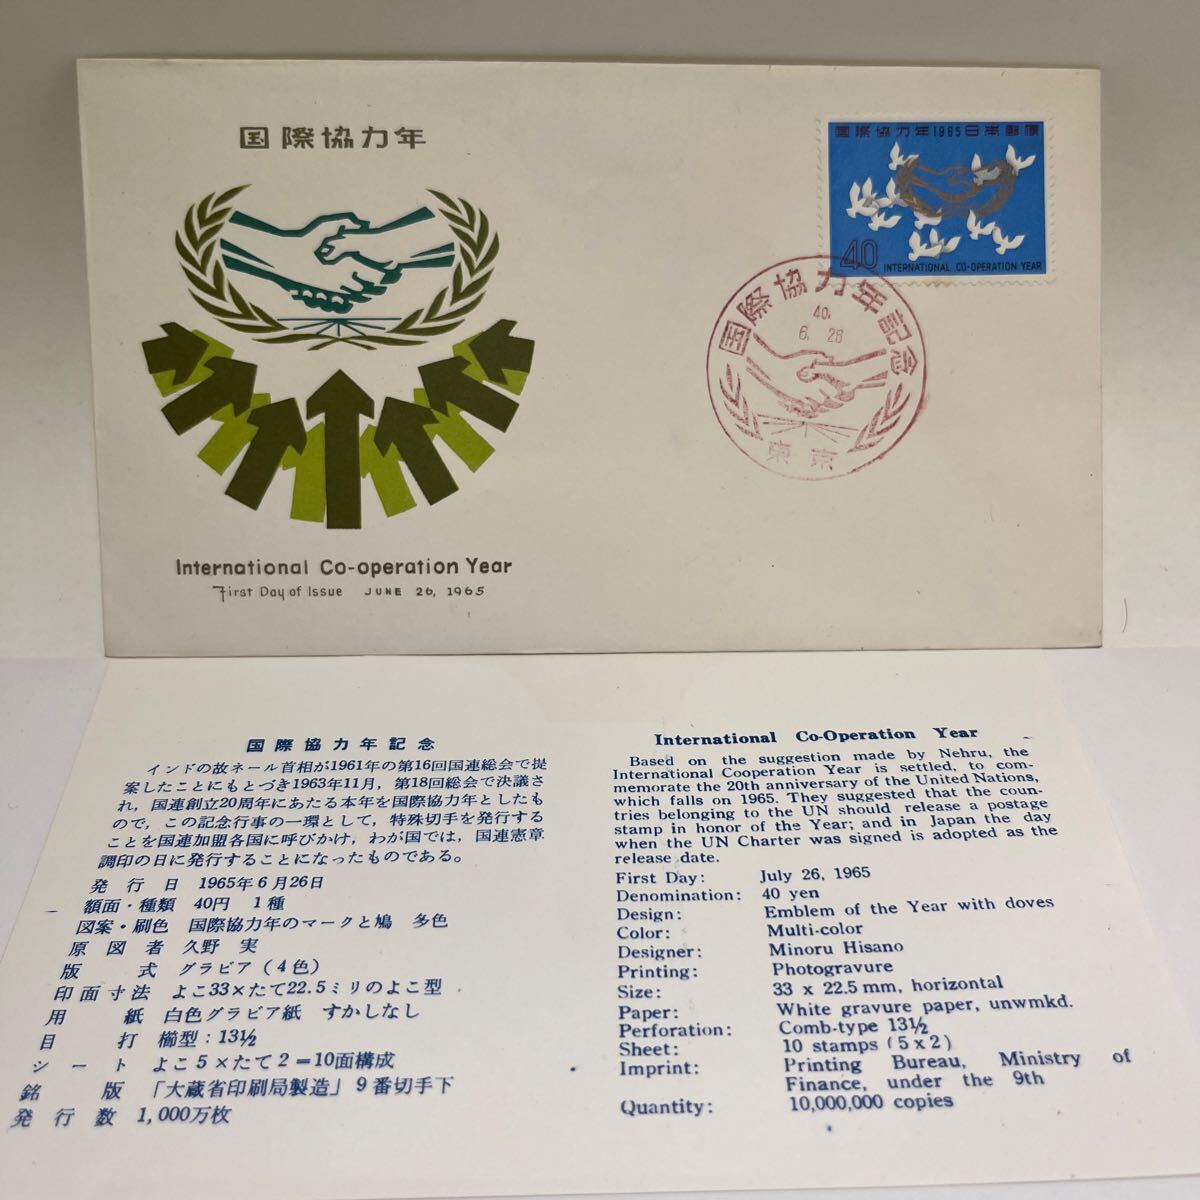 国際協力年
International Co-operation Year
First Day of Issue JUNE 26, 1965
国際協力年1965日本郵便
40 INTERNATIONAL CO-OPERATION YEAR
国際協力年記念
40.
6. 26
東京
国際協力年記念
インドの故ネール首相が1961年の第16回国連総会で提
案したことにもとづき1963年11月，第18回総会で決議さ
れ，国連創立20周年にあたる本年を国際協力年としたも
ので，この記念行事の一環として，特殊切手を発行する
ことを国連加盟各国に呼びかけ，わが国では，国連憲章
調印の日に発行することになったものである。
発行日 1965年6月26日
額面・種類 40円 1種
図案・刷色 国際協力年のマークと鳩 多色
原図者 久野 実
版式 グラビア（4色）
印面寸法 よこ33×たて22.5ミリのよこ型
用紙 白色グラビア紙 すかしなし
目打 櫛型：13½
シート よこ5×たて2＝10面構成
銘版 「大蔵省印刷局製造」9番切手下
発行数 1,000万枚
International Co-Operation Year
Based on the suggestion made by Nehru, the
International Cooperation Year is settled, to com-
memorate the 20th anniversary of the United Nations,
which falls on 1965. They suggested that the coun-
tries belonging to the UN should release a postage
stamp in honor of the Year; and in Japan the day
when the UN Charter was signed is adopted as the
release date.
First Day: July 26, 1965
Denomination: 40 yen
Design: Emblem of the Year with doves
Color: Multi-color
Designer: Minoru Hisano
Printing: Photogravure
Size: 33 x 22.5 mm, horizontal
Paper: White gravure paper, unwmkd.
Perforation: Comb-type 13½
Sheet: 10 stamps (5 x 2)
Imprint: Printing Bureau, Ministry of
Finance, under the 9th
Quantity: 10,000,000 copies